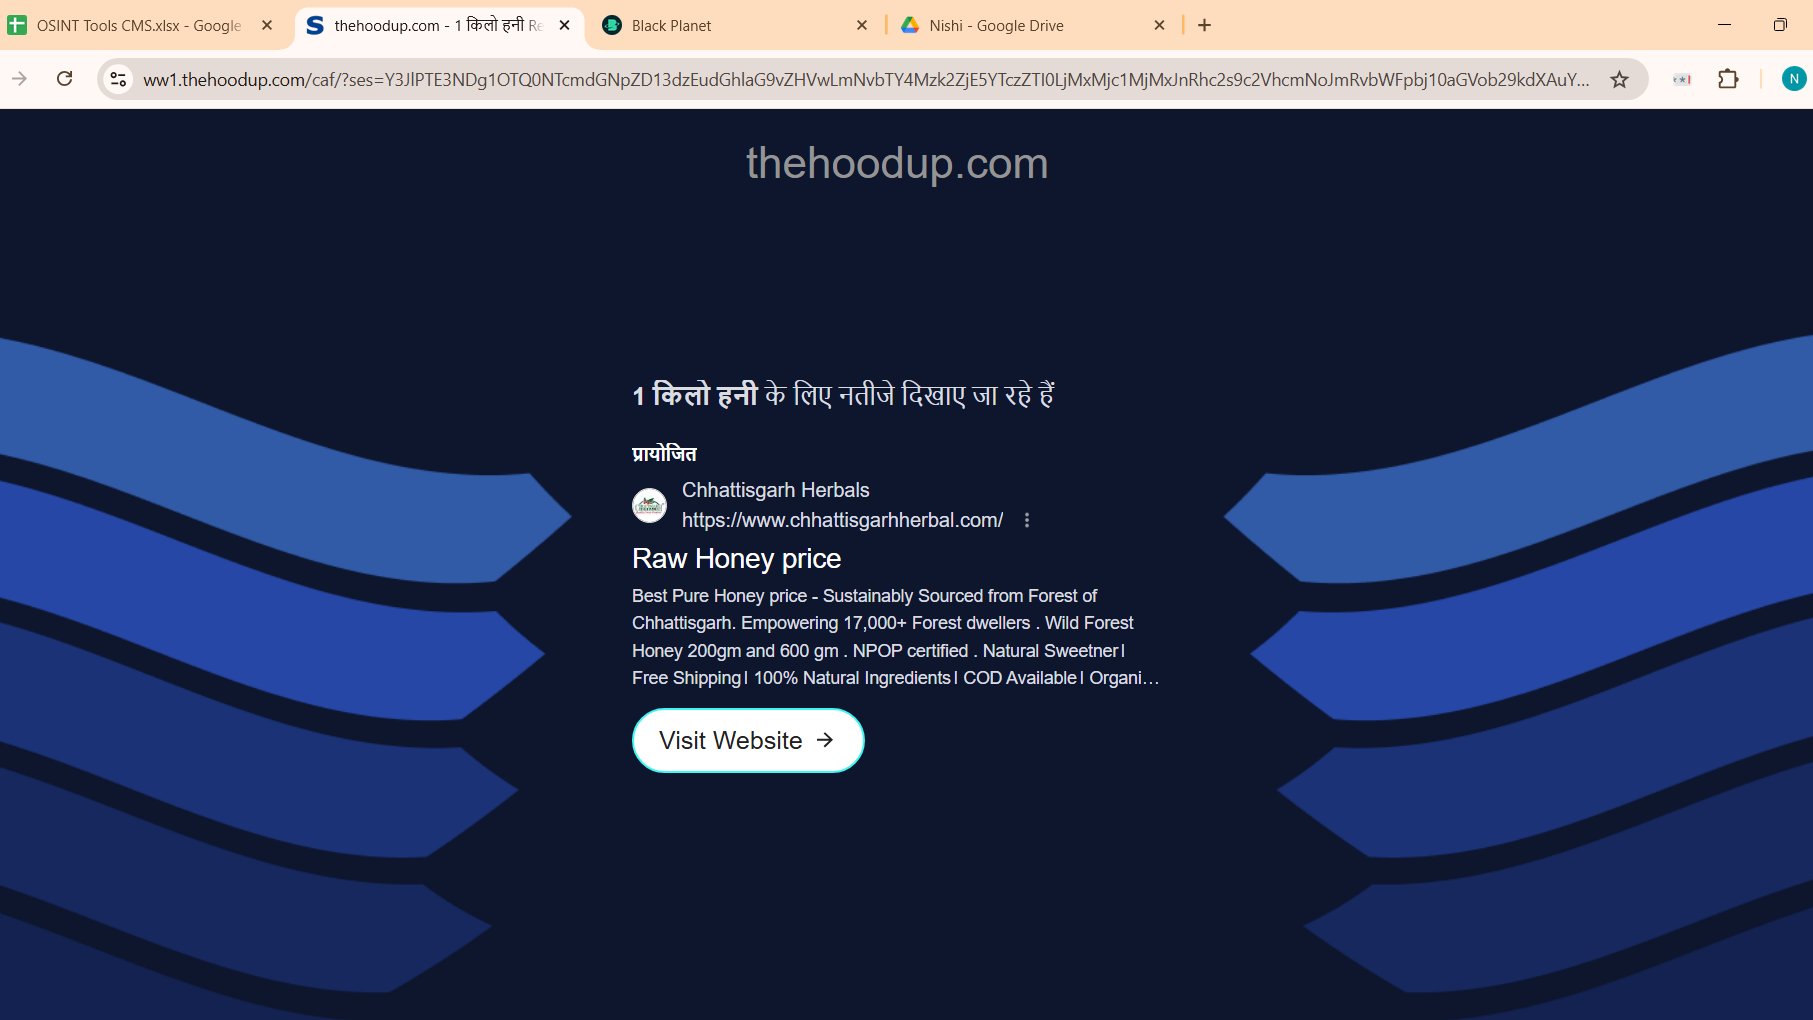 OSINT Tools CMS.xlsx - Google
thehoodup.com - 1 किलो हनी Re
Black Planet
Nishi - Google Drive
ww1.thehoodup.com/caf/?ses=Y3JlPTE3NDg1OTQ0NTcmdGNpZD13dzEudGhlaG9vZHVwLmNvbTY4Mzk2ZjE5YTczZTI0LjMxMjc1MjMxJnRhc2s9c2VhcmNoJmRvbWFpbj10aGVob29kdXAuY...
N
thehoodup.com
1 किलो हनी के लिए नतीजे दिखाए जा रहे हैं
प्रायोजित
Chhattisgarh Herbals
https://www.chhattisgarhherbal.com/
Raw Honey price
Best Pure Honey price - Sustainably Sourced from Forest of
Chhattisgarh. Empowering 17,000+ Forest dwellers . Wild Forest
Honey 200gm and 600 gm . NPOP certified . Natural Sweetner।
Free Shipping। 100% Natural Ingredients। COD Available। Organi…
Visit Website →